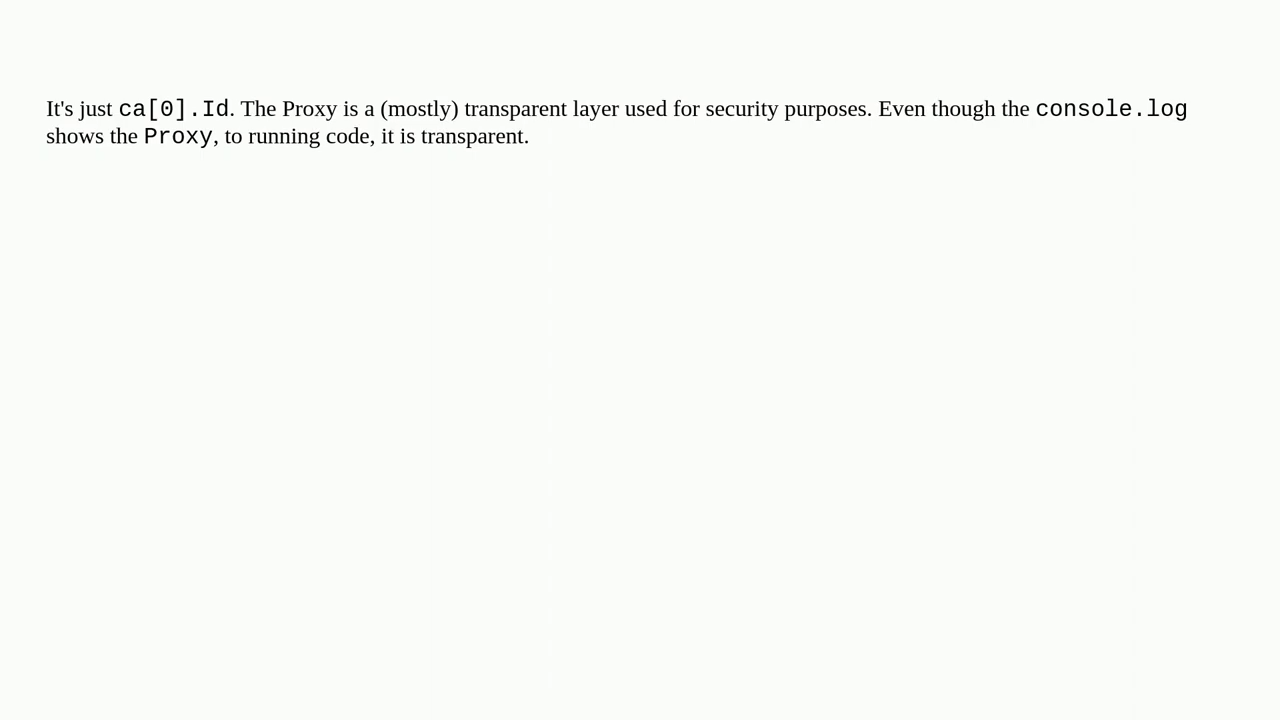 It's just ca[0].Id. The Proxy is a (mostly) transparent layer used for security purposes. Even though the console.log
shows the Proxy, to running code, it is transparent.